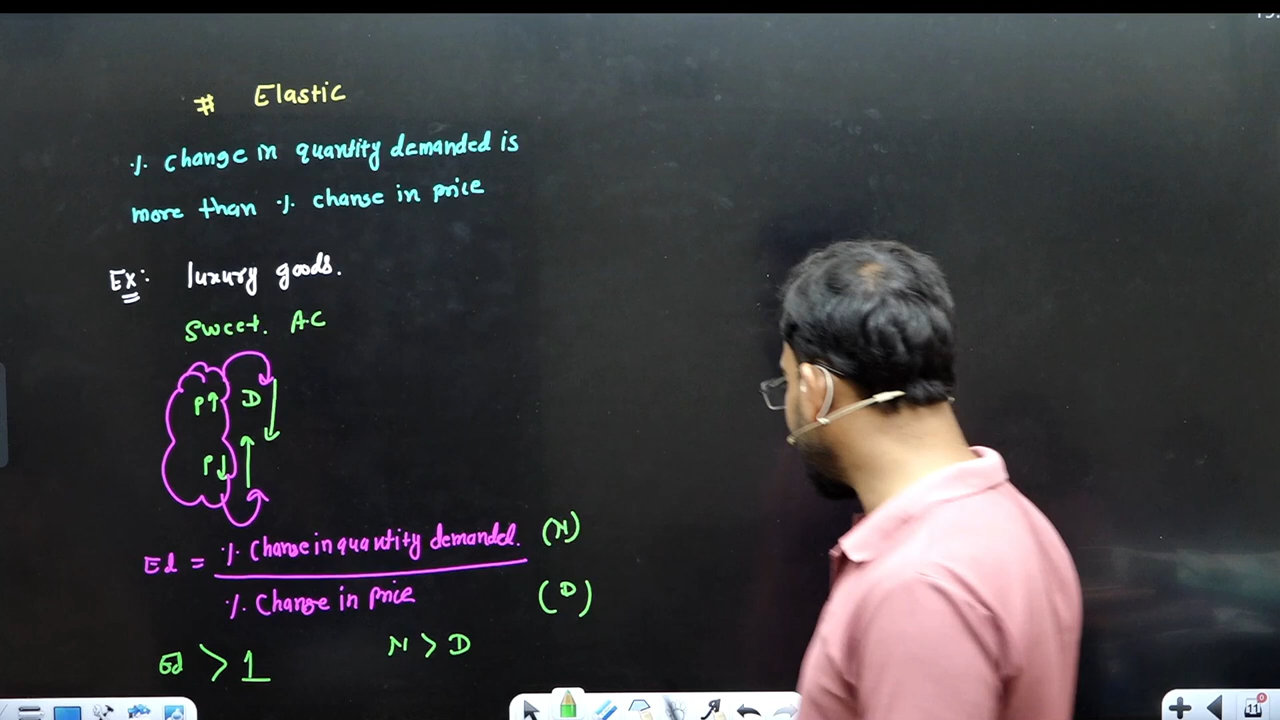 # Elastic
% change in quantity demanded is
more than % change in price
Ex: luxury goods.
Sweet. AC
P↑ D ↓
P↓ ↑
Ed = % Change in quantity demanded. (N)
% Change in price (D)
Ed > 1 N > D
11